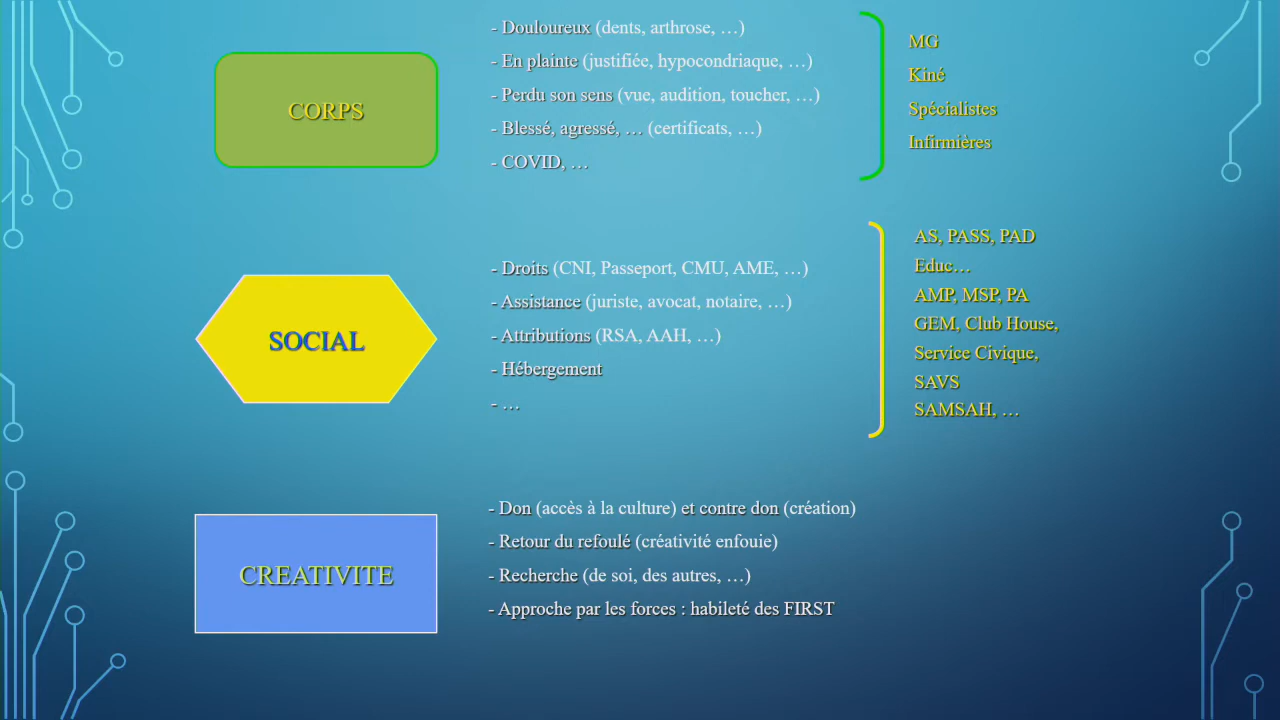 CORPS
- Douloureux (dents, arthrose, …)
- En plainte (justifiée, hypocondriaque, …)
- Perdu son sens (vue, audition, toucher, …)
- Blessé, agressé, … (certificats, …)
- COVID, …
MG
Kiné
Spécialistes
Infirmières
SOCIAL
- Droits (CNI, Passeport, CMU, AME, …)
- Assistance (juriste, avocat, notaire, …)
- Attributions (RSA, AAH, …)
- Hébergement
- …
AS, PASS, PAD
Educ…
AMP, MSP, PA
GEM, Club House,
Service Civique,
SAVS
SAMSAH, …
CREATIVITE
- Don (accès à la culture) et contre don (création)
- Retour du refoulé (créativité enfouie)
- Recherche (de soi, des autres, …)
- Approche par les forces : habileté des FIRST